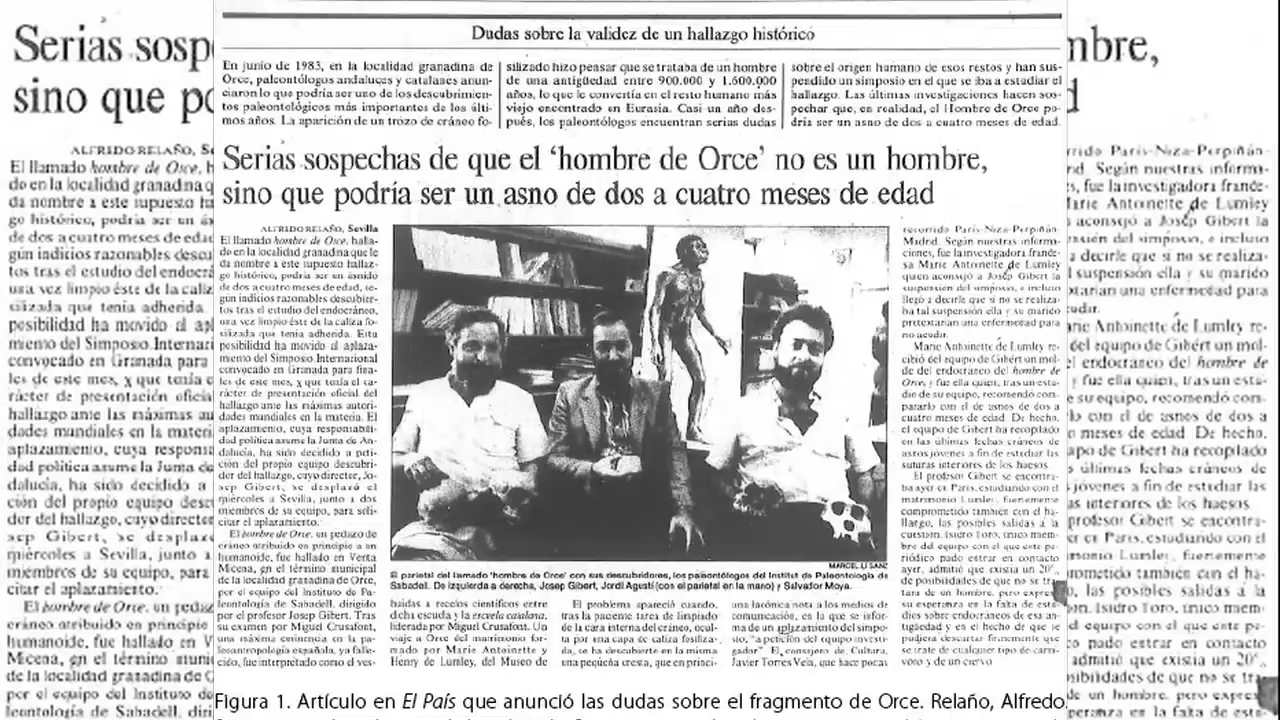 Dudas sobre la validez de un hallazgo histórico
En junio de 1983, en la localidad granadina de
Orce, paleontólogos andaluces y catalanes anun-
ciaron lo que podría ser uno de los descubrimien-
tos paleontológicos más importantes de los últi-
mos años. La aparición de un trozo de cráneo fo-
silizado hizo pensar que se trataba de un hombre
de una antigüedad entre 900.000 y 1.600.000
años, lo que le convertía en el resto humano más
viejo encontrado en Eurasia. Casi un año des-
pués, los paleontólogos encuentran serias dudas
sobre el origen humano de esos restos y han sus-
pendido un simposio en el que se iba a estudiar el
hallazgo. Las últimas investigaciones hacen sos-
pechar que, en realidad, el Hombre de Orce po-
dría ser un asno de dos a cuatro meses de edad.
Serias sospechas de que el ‘hombre de Orce’ no es un hombre,
sino que podría ser un asno de dos a cuatro meses de edad
ALFREDO RELAÑO, Sevilla
El llamado hombre de Orce, halla-
do en la localidad granadina que le
da nombre a este supuesto hallaz-
go histórico, podría ser un ásnido
de dos a cuatro meses de edad, se-
gún indicios razonables descubier-
tos tras el estudio del endocráneo,
una vez limpio éste de la caliza fo-
silizada que tenía adherida. Esta
posibilidad ha movido al aplaza-
miento del Simposio Internacional
convocado en Granada para fina-
les de este mes, y que tenía el ca-
rácter de presentación oficial del
hallazgo ante las máximas autori-
dades mundiales en la materia. El
aplazamiento, cuya responsabili-
dad política asume la Junta de An-
dalucía, ha sido decidido a peti-
ción del propio equipo descubri-
dor del hallazgo, cuyo director, Jo-
sep Gibert, se desplazó el
miércoles a Sevilla, junto a dos
miembros de su equipo, para soli-
citar el aplazamiento.
El hombre de Orce, un pedazo de
cráneo atribuido en principio a un
humanoide, fue hallado en Venta
Micena, en el término municipal
de la localidad granadina de Orce,
por el equipo del Instituto de Pa-
leontología de Sabadell, dirigido
por el profesor Josep Gibert. Tras
su examen por Miguel Crusafont,
una máxima eminencia en la pa-
leoantropología española, ya falle-
cido, fue interpretado como el ves-
MARCEL·LI SÀENZ
El parietal del llamado 'hombre de Orce' con sus descubridores, los paleontólogos del Institut de Paleontologia de
Sabadell. De izquierda a derecha, Josep Gibert, Jordi Agustí (con el parietal en la mano) y Salvador Moya.
haidas a recelos científicos entre
dicha escuela y la escuela catalana,
liderada por Miguel Crusafont. Un
viaje a Orce del matrimonio for-
mado por Marie Antoinette y
Henry de Lumley, del Museo de
El problema apareció cuando,
tras la paciente tarea de limpiado
de la cara interna del cráneo, ocul-
ta por una capa de caliza fosiliza-
da, se ha descubierto en la misma
una pequeña cresta, que en princi-
una lacónica nota a los medios de
comunicación, en la que se infor-
ma de un aplazamiento del simpo-
sio, "a petición del equipo investi-
gador". El consejero de Cultura,
Javier Torres Vela, que hace pocas
recorrido París-Niza-Perpiñán-
Madrid. Según nuestras informa-
ciones, fue la investigadora france-
sa Marie Antoinette de Lumley
quien aconsejó a Josep Gibert la
suspensión del simposio, e incluso
llegó a decirle que si no se realiza-
ba tal suspensión ella y su marido
pretextarían una enfermedad para
no acudir.
Marie Antoinette de Lumley re-
cibió del equipo de Gibert un mol-
de del endocráneo del hombre de
Orce, y fue ella quien, tras un estu-
dio de su equipo, recomendó com-
pararlo con el de asnos de dos a
cuatro meses de edad. De hecho,
el equipo de Gibert ha recopilado
en las últimas fechas cráneos de
asnos jóvenes a fin de estudiar las
suturas interiores de los huesos.
El profesor Gibert se encontra-
ba ayer en París, estudiando con el
matrimonio Lumley, fuertemente
comprometido también con el ha-
llazgo, las posibles salidas a la
cuestión. Isidro Toro, único miem-
bro del equipo con el que este pe-
riódico pudo entrar en contacto
ayer, admitió que existía un 20%
de posibilidades de que no se tra-
tara de un hombre, pero expresó
su esperanza en la falta de estu-
dios sobre endocráneos de esa an-
tigüedad y en el hecho de que se
pudiera descartar finalmente que
se trate de cualquier tipo de carní-
voro y de un ciervo
Figura 1. Artículo en El País que anunció las dudas sobre el fragmento de Orce. Relaño, Alfredo.